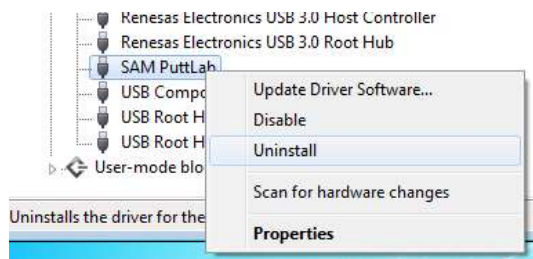 Renesas Electronics USB 3.0 Host Controller
Renesas Electronics USB 3.0 Root Hub
SAM PuttLab
USB Compo
USB Root H
USB Root H
User-mode blo
Update Driver Software...
Disable
Uninstall
Scan for hardware changes
Properties
Uninstalls the driver for the